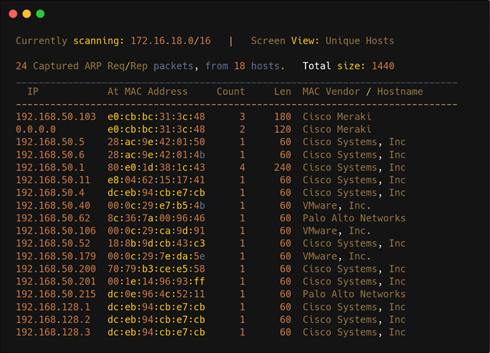 Currently scanning: 172.16.18.0/16 | Screen View: Unique Hosts
24 Captured ARP Req/Rep packets, from 18 hosts. Total size: 1440
IP At MAC Address Count Len MAC Vendor / Hostname
192.168.50.103 e0:cb:bc:31:3c:48 3 180 Cisco Meraki
0.0.0.0 e0:cb:bc:31:3c:48 2 120 Cisco Meraki
192.168.50.5 28:ac:9e:42:01:50 1 60 Cisco Systems, Inc
192.168.50.6 28:ac:9e:42:01:4b 1 60 Cisco Systems, Inc
192.168.50.1 80:e0:1d:38:1c:43 4 240 Cisco Systems, Inc
192.168.50.11 e8:04:62:15:17:41 1 60 Cisco Systems, Inc
192.168.50.4 dc:eb:94:cb:e7:cb 1 60 Cisco Systems, Inc
192.168.50.40 00:0c:29:e7:b5:4b 1 60 VMware, Inc.
192.168.50.62 8c:36:7a:00:96:46 1 60 Palo Alto Networks
192.168.50.106 00:0c:29:ca:9d:91 1 60 VMware, Inc.
192.168.50.52 18:8b:9d:cb:43:c3 1 60 Cisco Systems, Inc
192.168.50.179 00:0c:29:7e:da:5e 1 60 VMware, Inc.
192.168.50.200 70:79:b3:ce:e5:58 1 60 Cisco Systems, Inc
192.168.50.201 00:1e:14:96:93:ff 1 60 Cisco Systems, Inc
192.168.50.215 dc:0e:96:4c:52:11 1 60 Palo Alto Networks
192.168.128.1 dc:eb:94:cb:e7:cb 1 60 Cisco Systems, Inc
192.168.128.2 dc:eb:94:cb:e7:cb 1 60 Cisco Systems, Inc
192.168.128.3 dc:eb:94:cb:e7:cb 1 60 Cisco Systems, Inc